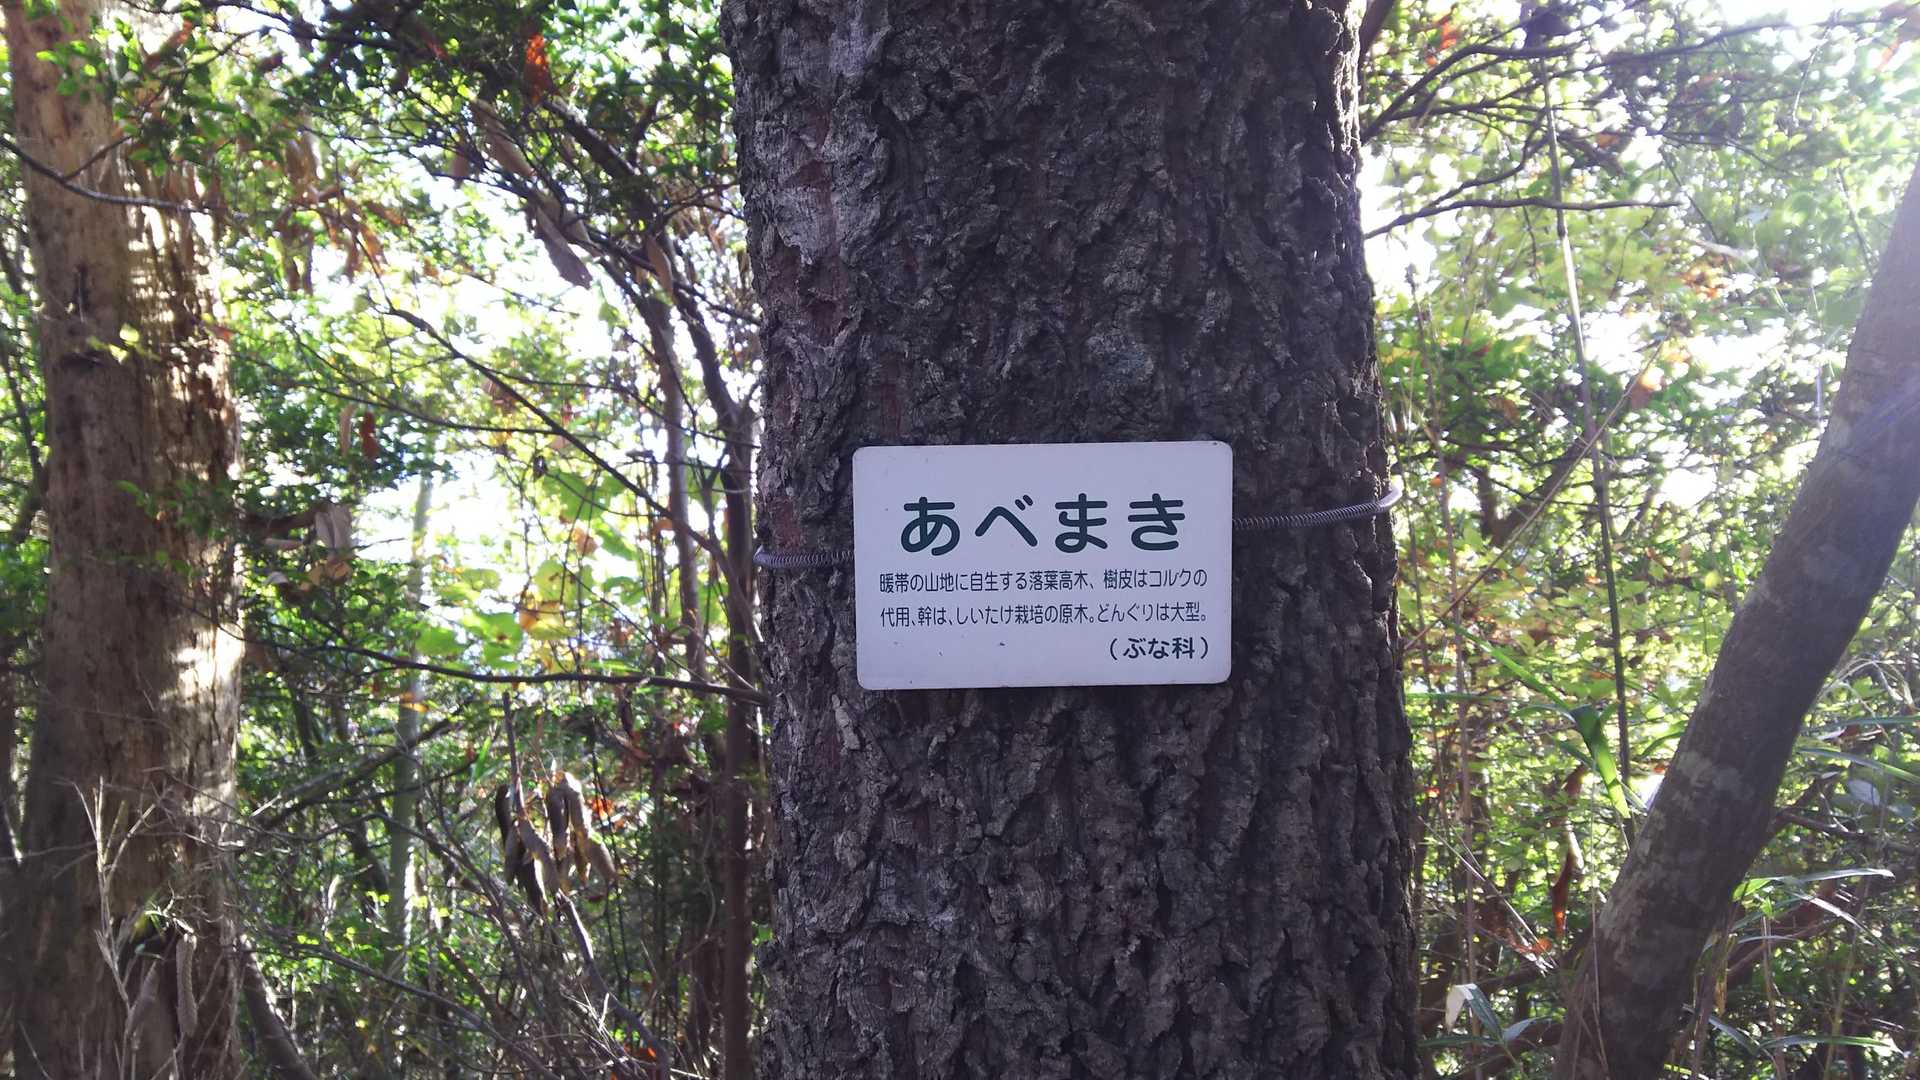 あべまき
暖帯の山地に自生する落葉高木、樹皮はコルクの
代用、幹は、しいたけ栽培の原木。どんぐりは大型。
(ぶな科)